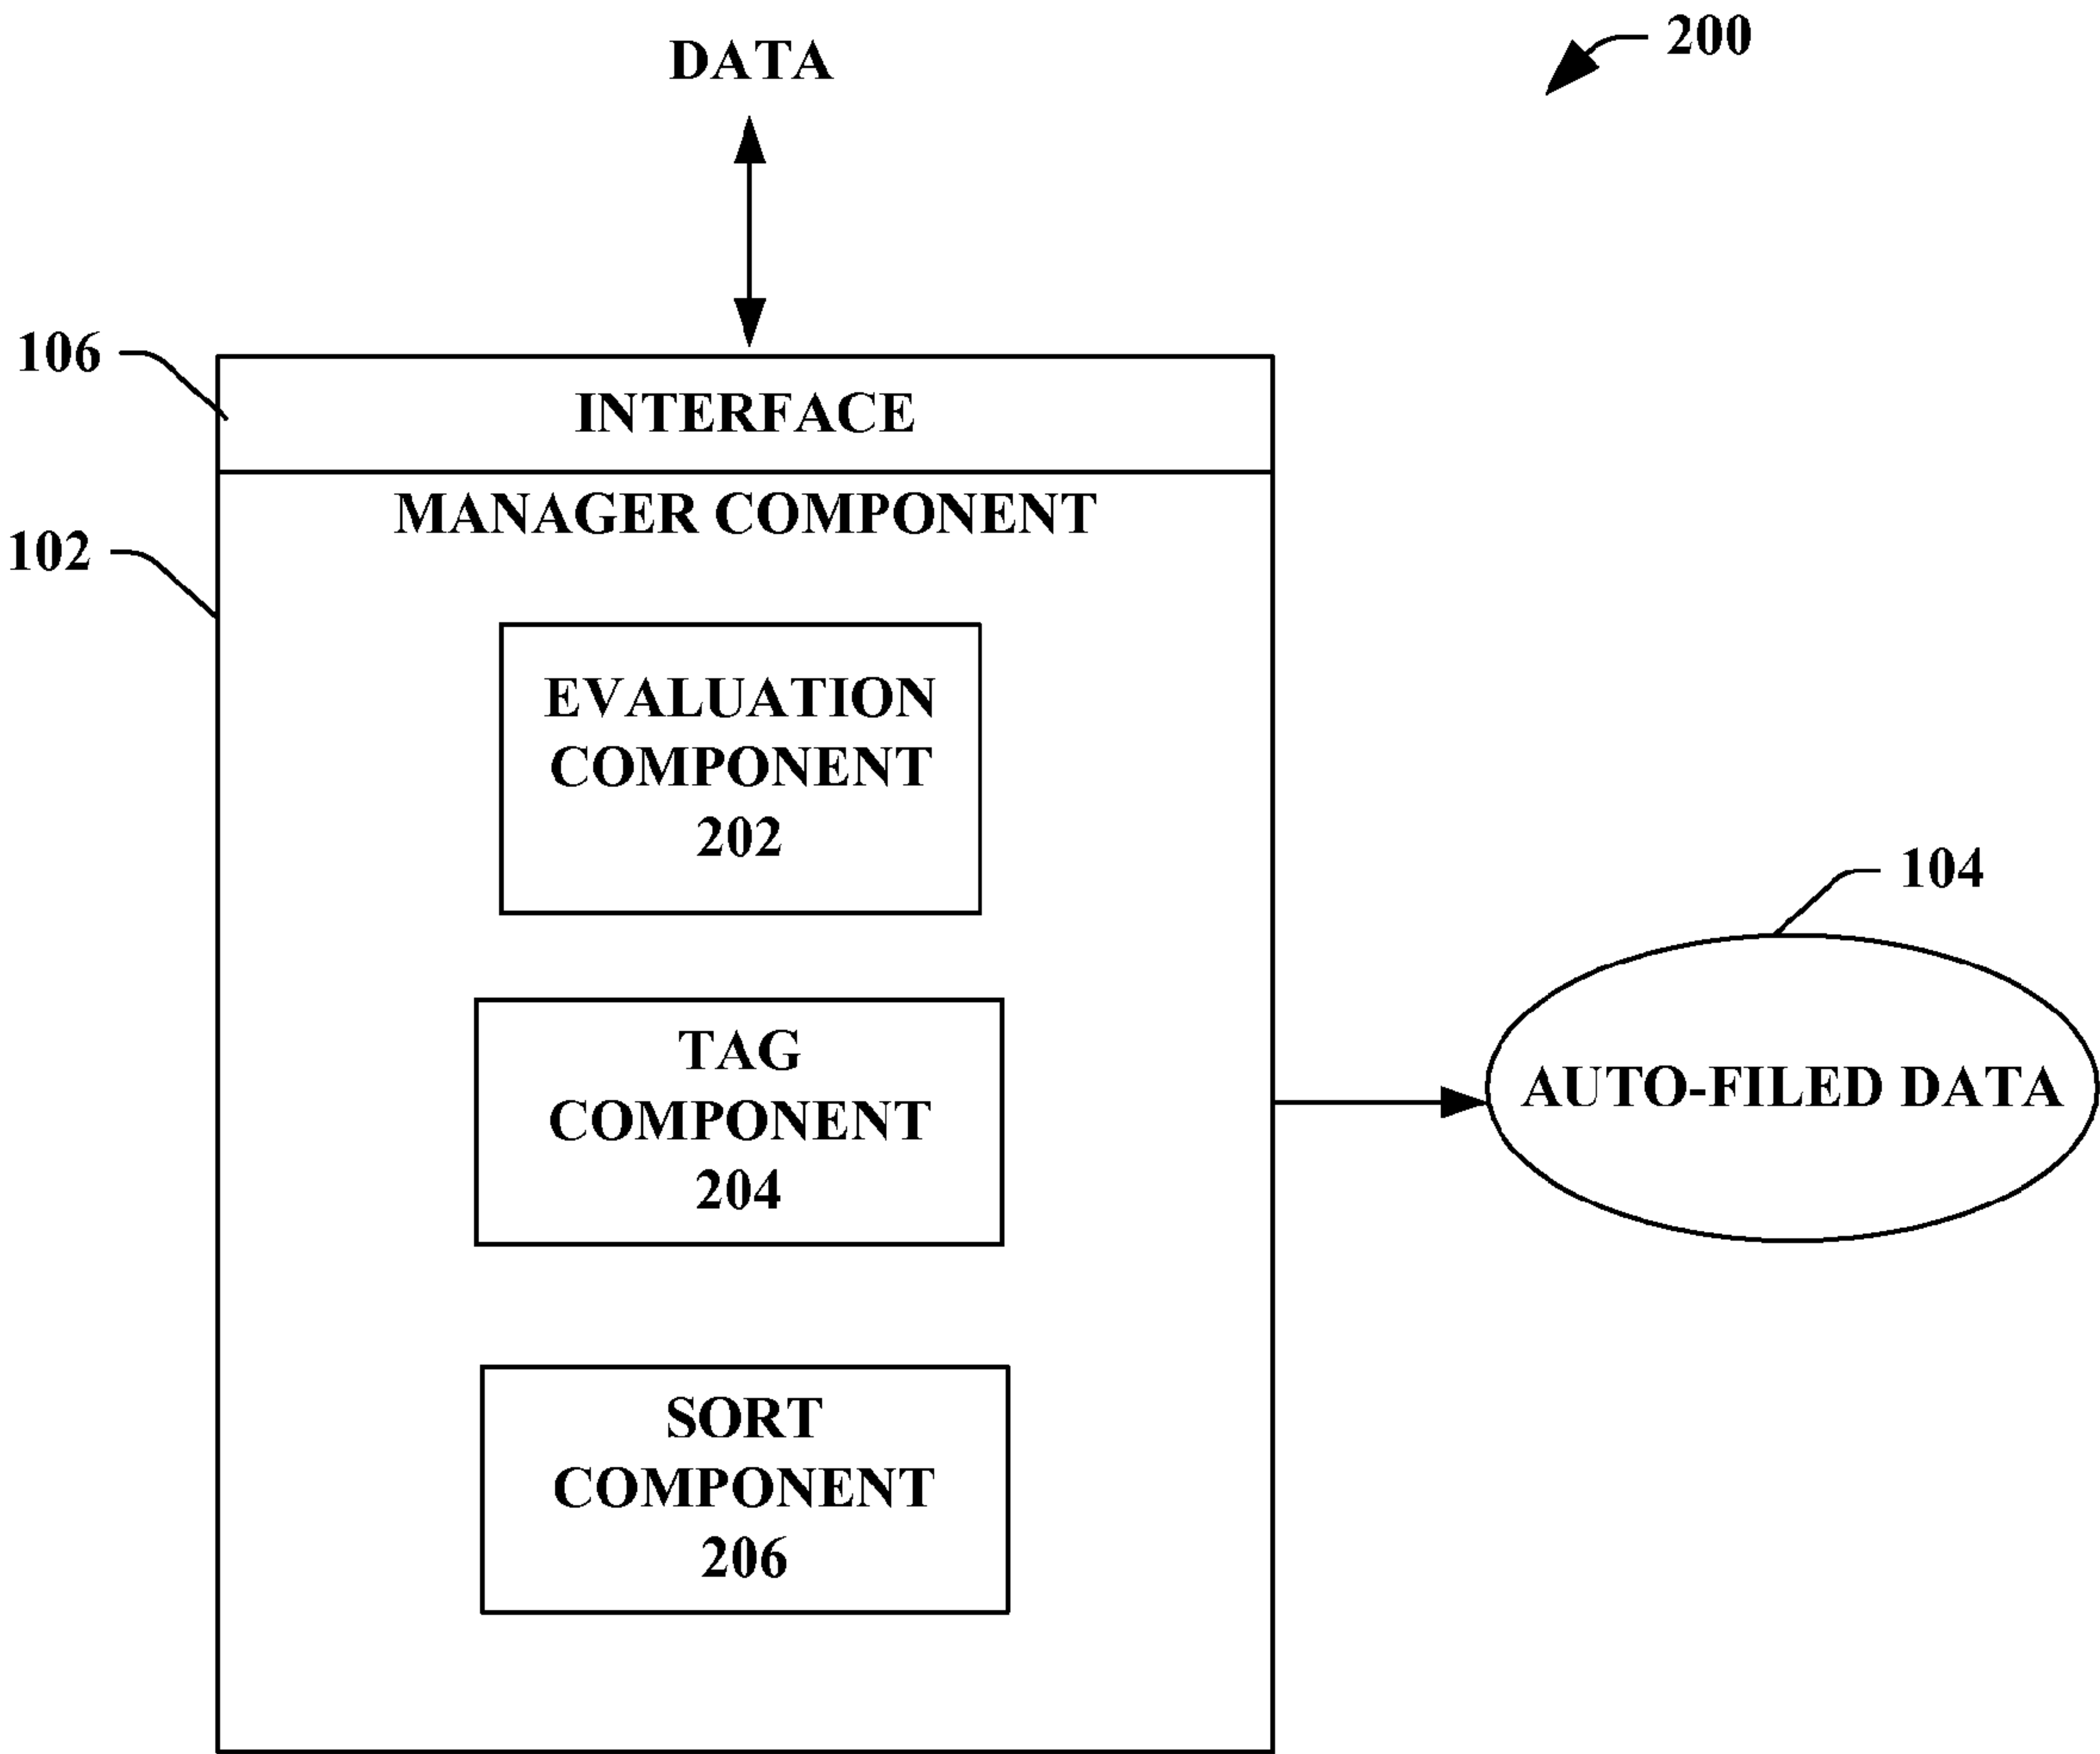 200
DATA
106
INTERFACE
MANAGER COMPONENT
102
EVALUATION
COMPONENT
202
104
TAG
COMPONENT
204
AUTO-FILED DATA
SORT
COMPONENT
206